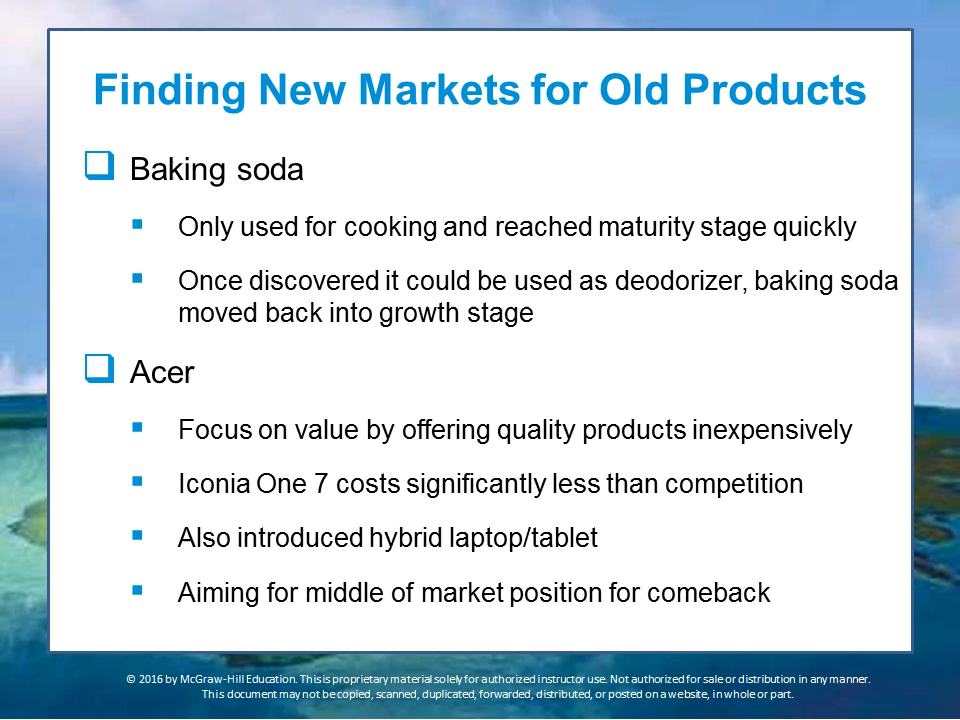 Finding New Markets for Old Products
Baking soda
Only used for cooking and reached maturity stage quickly
Once discovered it could be used as deodorizer, baking soda
moved back into growth stage
Acer
Focus on value by offering quality products inexpensively
Iconia One 7 costs significantly less than competition
Also introduced hybrid laptop/tablet
Aiming for middle of market position for comeback
© 2016 by McGraw-Hill Education. This is proprietary material solely for authorized instructor use. Not authorized for sale or distribution in any manner.
This document may not be copied, scanned, duplicated, forwarded, distributed, or posted on a website, in whole or part.